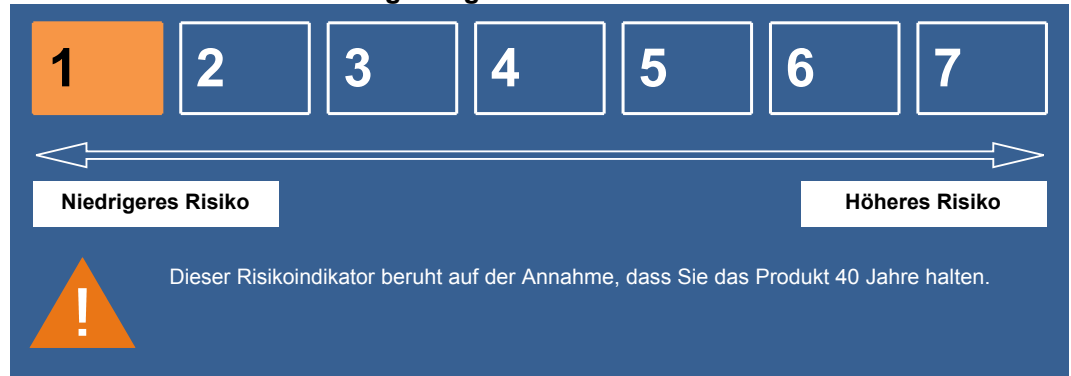 1 2 3 4 5 6 7
Niedrigeres Risiko Höheres Risiko
!
Dieser Risikoindikator beruht auf der Annahme, dass Sie das Produkt 40 Jahre halten.